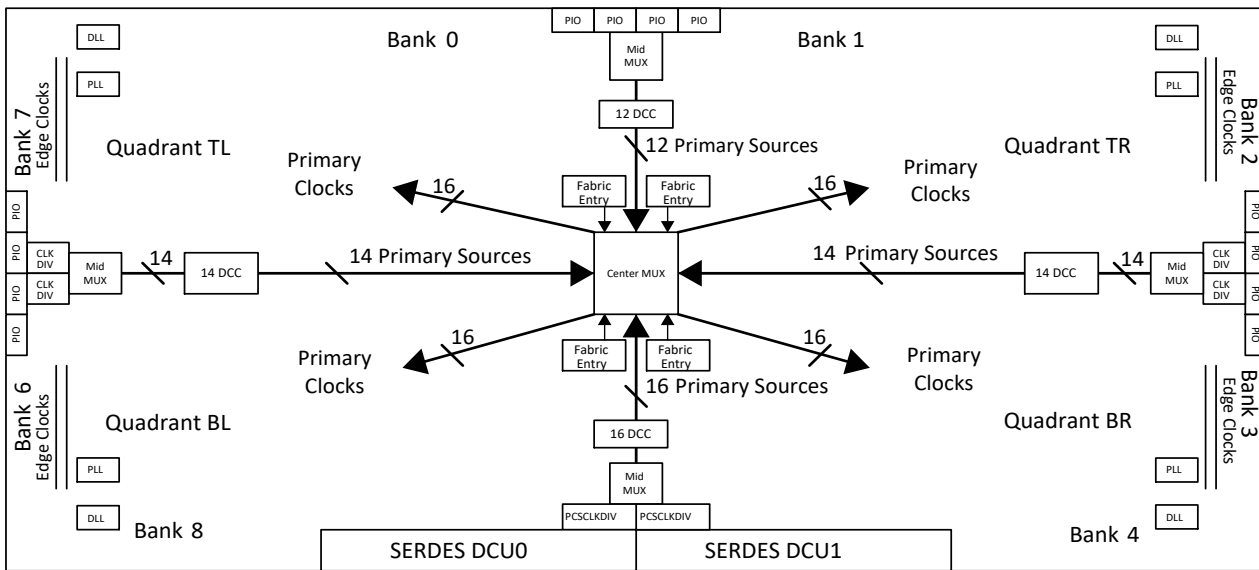 PIO PIO PIO PIO
DLL
Bank 0
Bank 1
DLL
Mid
MUX
PLL
PLL
Bank 7
Edge Clocks
Bank 2
Edge Clocks
12 DCC
Quadrant TL
12 Primary Sources
Quadrant TR
Primary
Clocks
16
Fabric
Entry
Fabric
Entry
16
Primary
Clocks
PIO
PIO
PIO
PIO
CLK
DIV
CLK
DIV
Mid
MUX
14
14 DCC
14 Primary Sources
Center MUX
14 Primary Sources
14 DCC
14
Mid
MUX
CLK
DIV
CLK
DIV
PIO
PIO
PIO
PIO
Primary
Clocks
16
Fabric
Entry
Fabric
Entry
16
Primary
Clocks
16 Primary Sources
Bank 6
Edge Clocks
Bank 3
Edge Clocks
Quadrant BL
16 DCC
Quadrant BR
PLL
Mid
MUX
PLL
DLL
PCSCLKDIV PCSCLKDIV
DLL
Bank 8
Bank 4
SERDES DCU0
SERDES DCU1